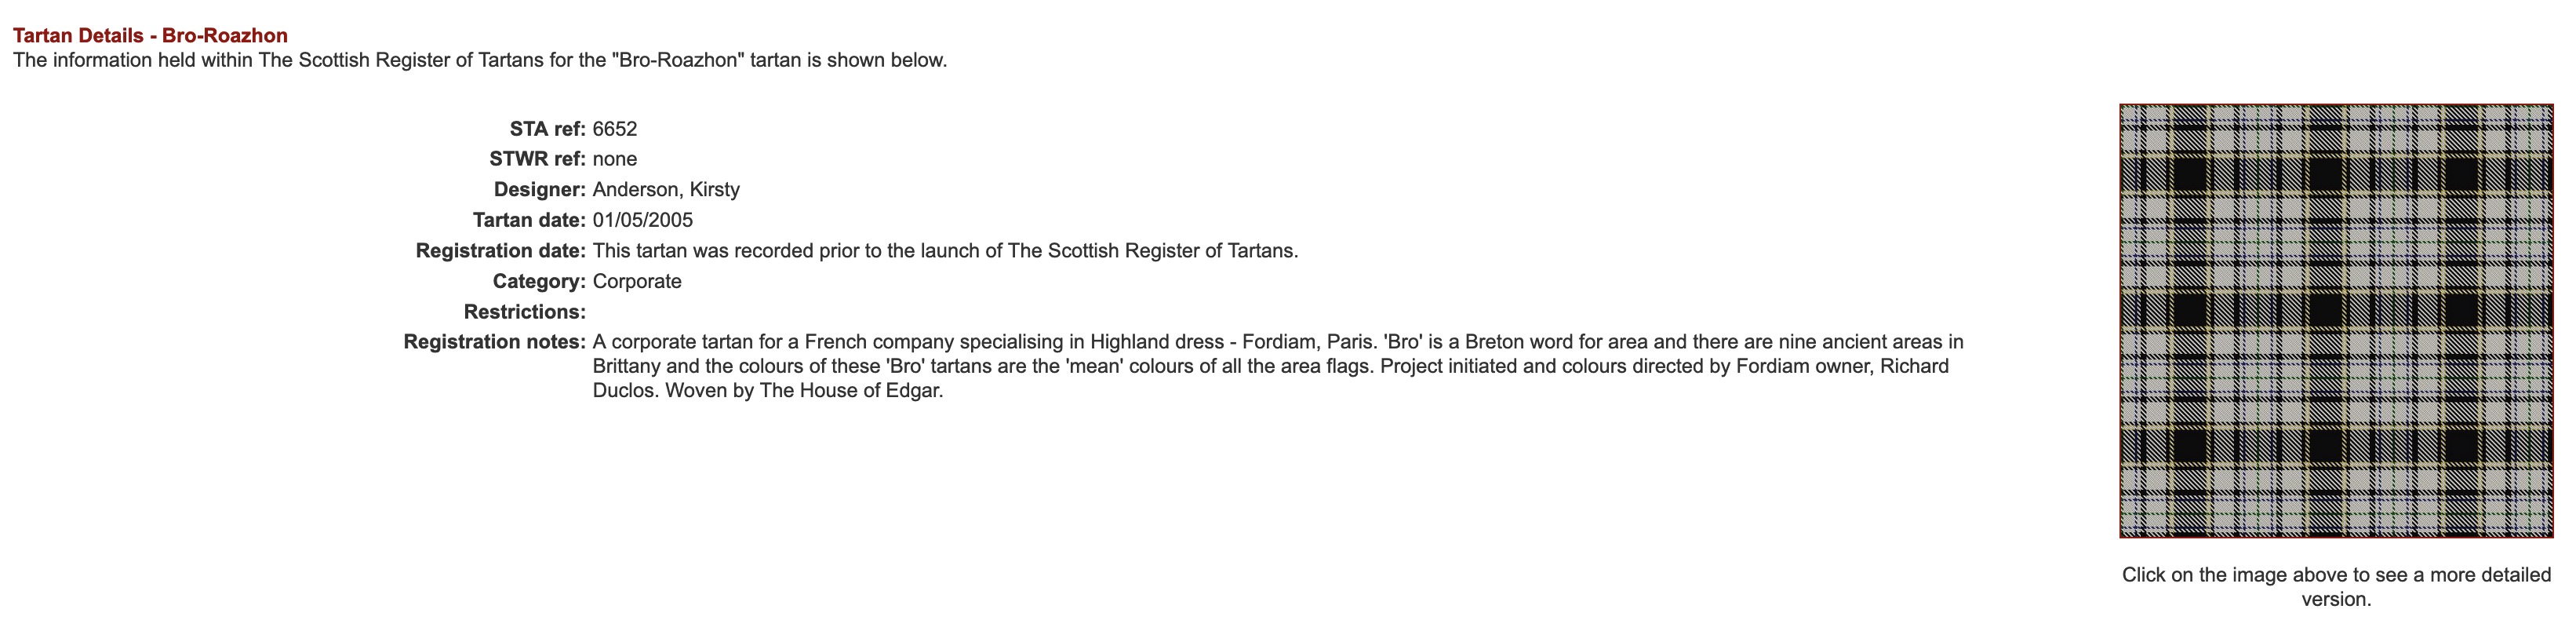 Tartan Details - Bro-Roazhon
The information held within The Scottish Register of Tartans for the "Bro-Roazhon" tartan is shown below.
STA ref: 6652
STWR ref: none
Designer: Anderson, Kirsty
Tartan date: 01/05/2005
Registration date: This tartan was recorded prior to the launch of The Scottish Register of Tartans.
Category: Corporate
Restrictions:
Registration notes: A corporate tartan for a French company specialising in Highland dress - Fordiam, Paris. 'Bro' is a Breton word for area and there are nine ancient areas in
Brittany and the colours of these 'Bro' tartans are the 'mean' colours of all the area flags. Project initiated and colours directed by Fordiam owner, Richard
Duclos. Woven by The House of Edgar.
Click on the image above to see a more detailed
version.